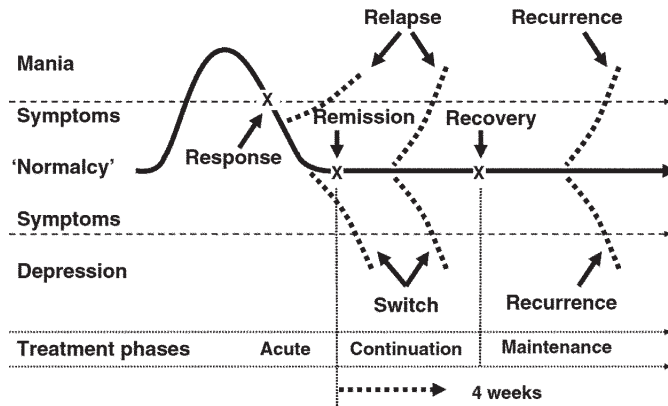 Relapse
Recurrence
Mania
X
Symptoms
Remission
Recovery
Response
'Normalcy'
X
X
Symptoms
Depression
Switch
Recurrence
Treatment phases
Acute
Continuation
Maintenance
4 weeks